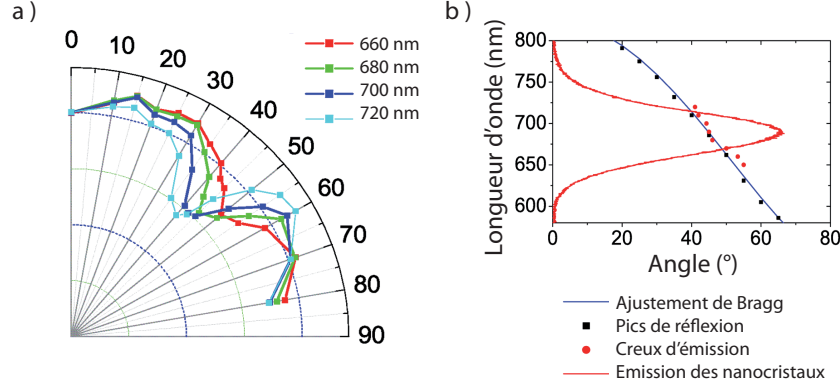 a )
0
10
20
30
40
50
60
70
80
90
660 nm
680 nm
700 nm
720 nm
b )
Longueur d'onde (nm)
800
750
700
650
600
0 20 40 60 80
Angle (°)
Ajustement de Bragg
Pics de réflexion
Creux d'émission
Emission des nanocristaux